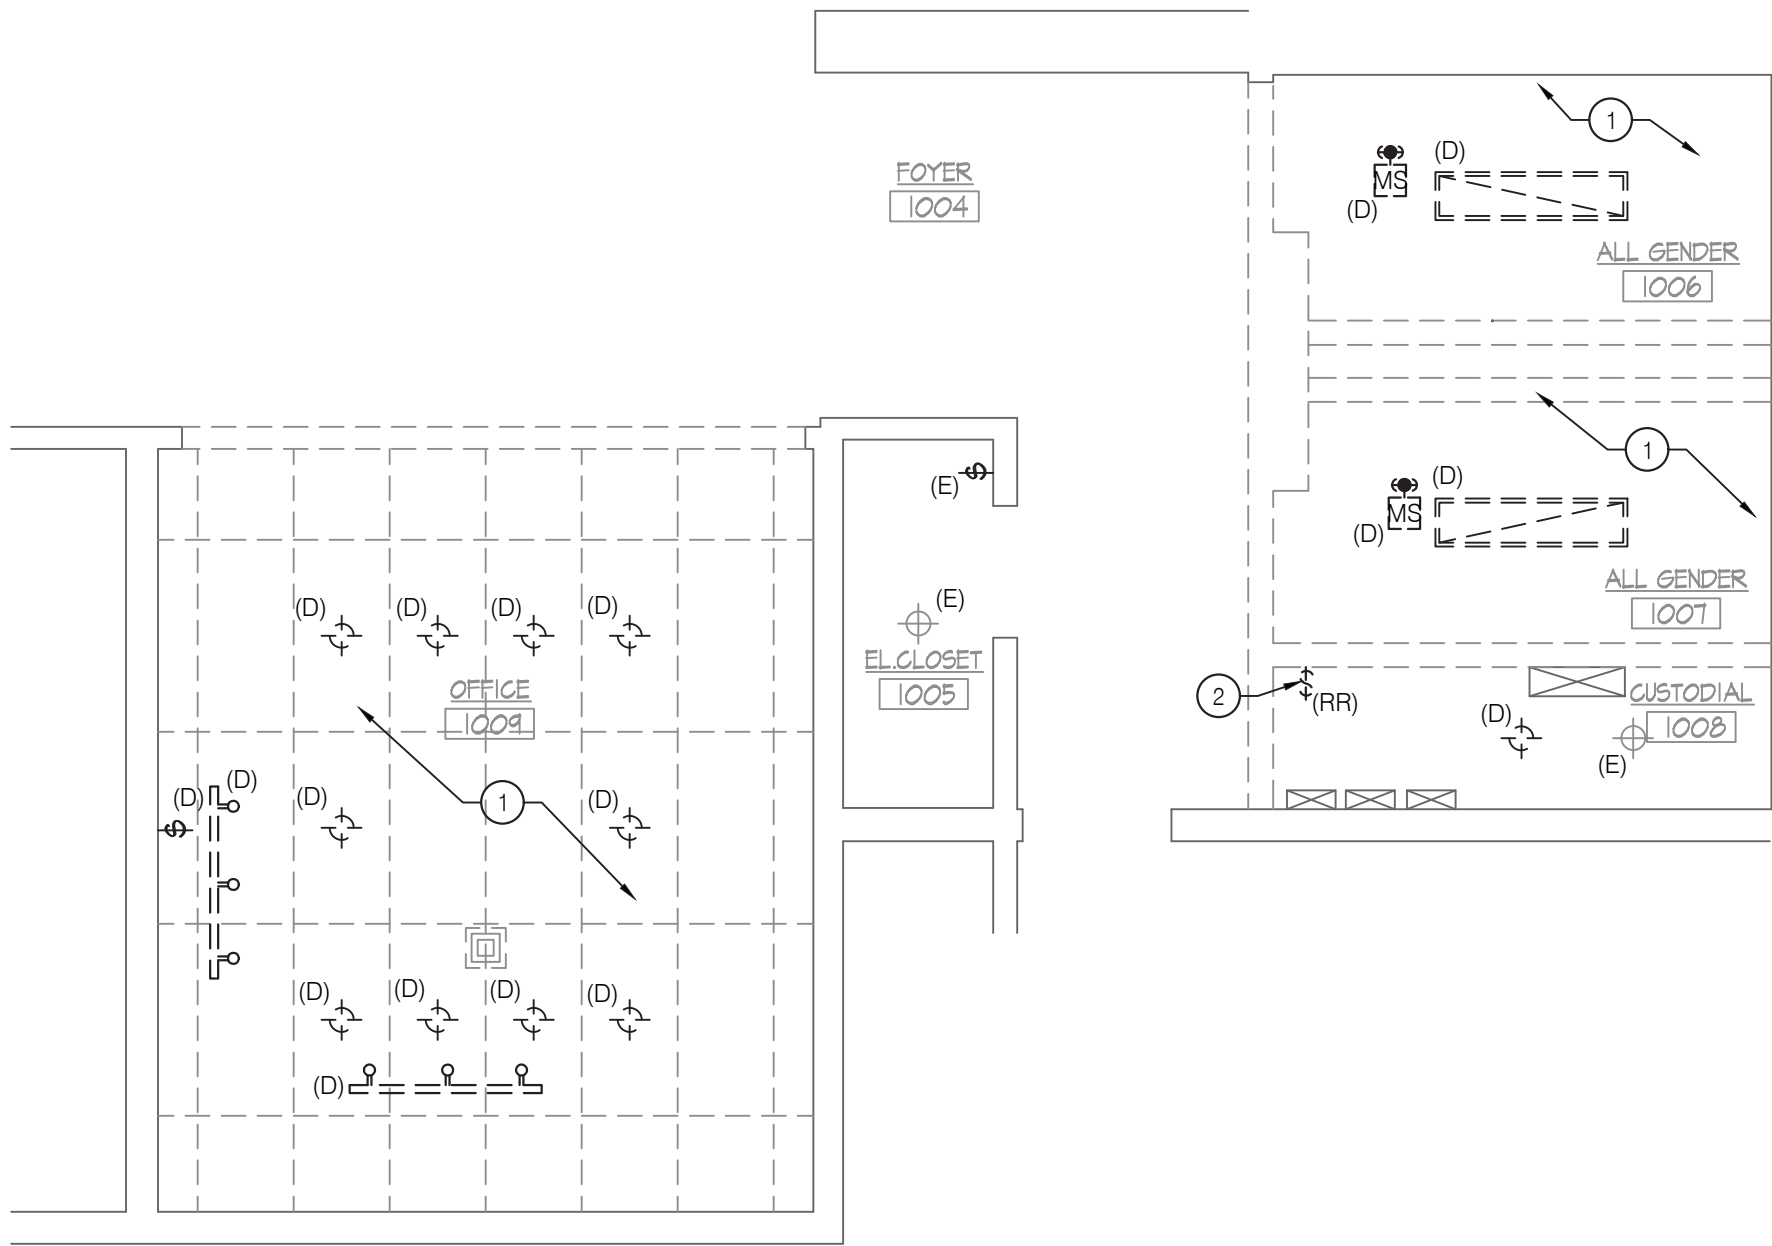 1
(D)
MS
(D)
FOYER
1004
ALL GENDER
1006
1
(D)
MS
(D)
S
(E)
(E)
ALL GENDER
1007
(D) (D) (D) (D)
EL.CLOSET
1005
OFFICE
1009
2
(RR)
CUSTODIAL
1008
(D)
(E)
(D)
(D)
S
(D)
1
(D)
(D) (D) (D) (D)
(D)